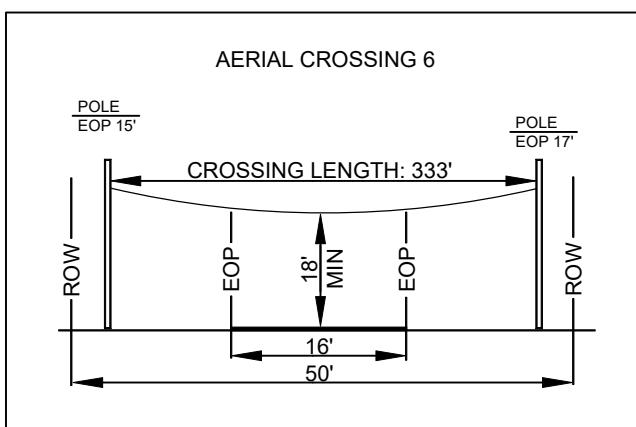 AERIAL CROSSING 6
POLE
EOP 15'
POLE
EOP 17'
CROSSING LENGTH: 333'
ROW
EOP
18'
MIN
EOP
ROW
16'
50'